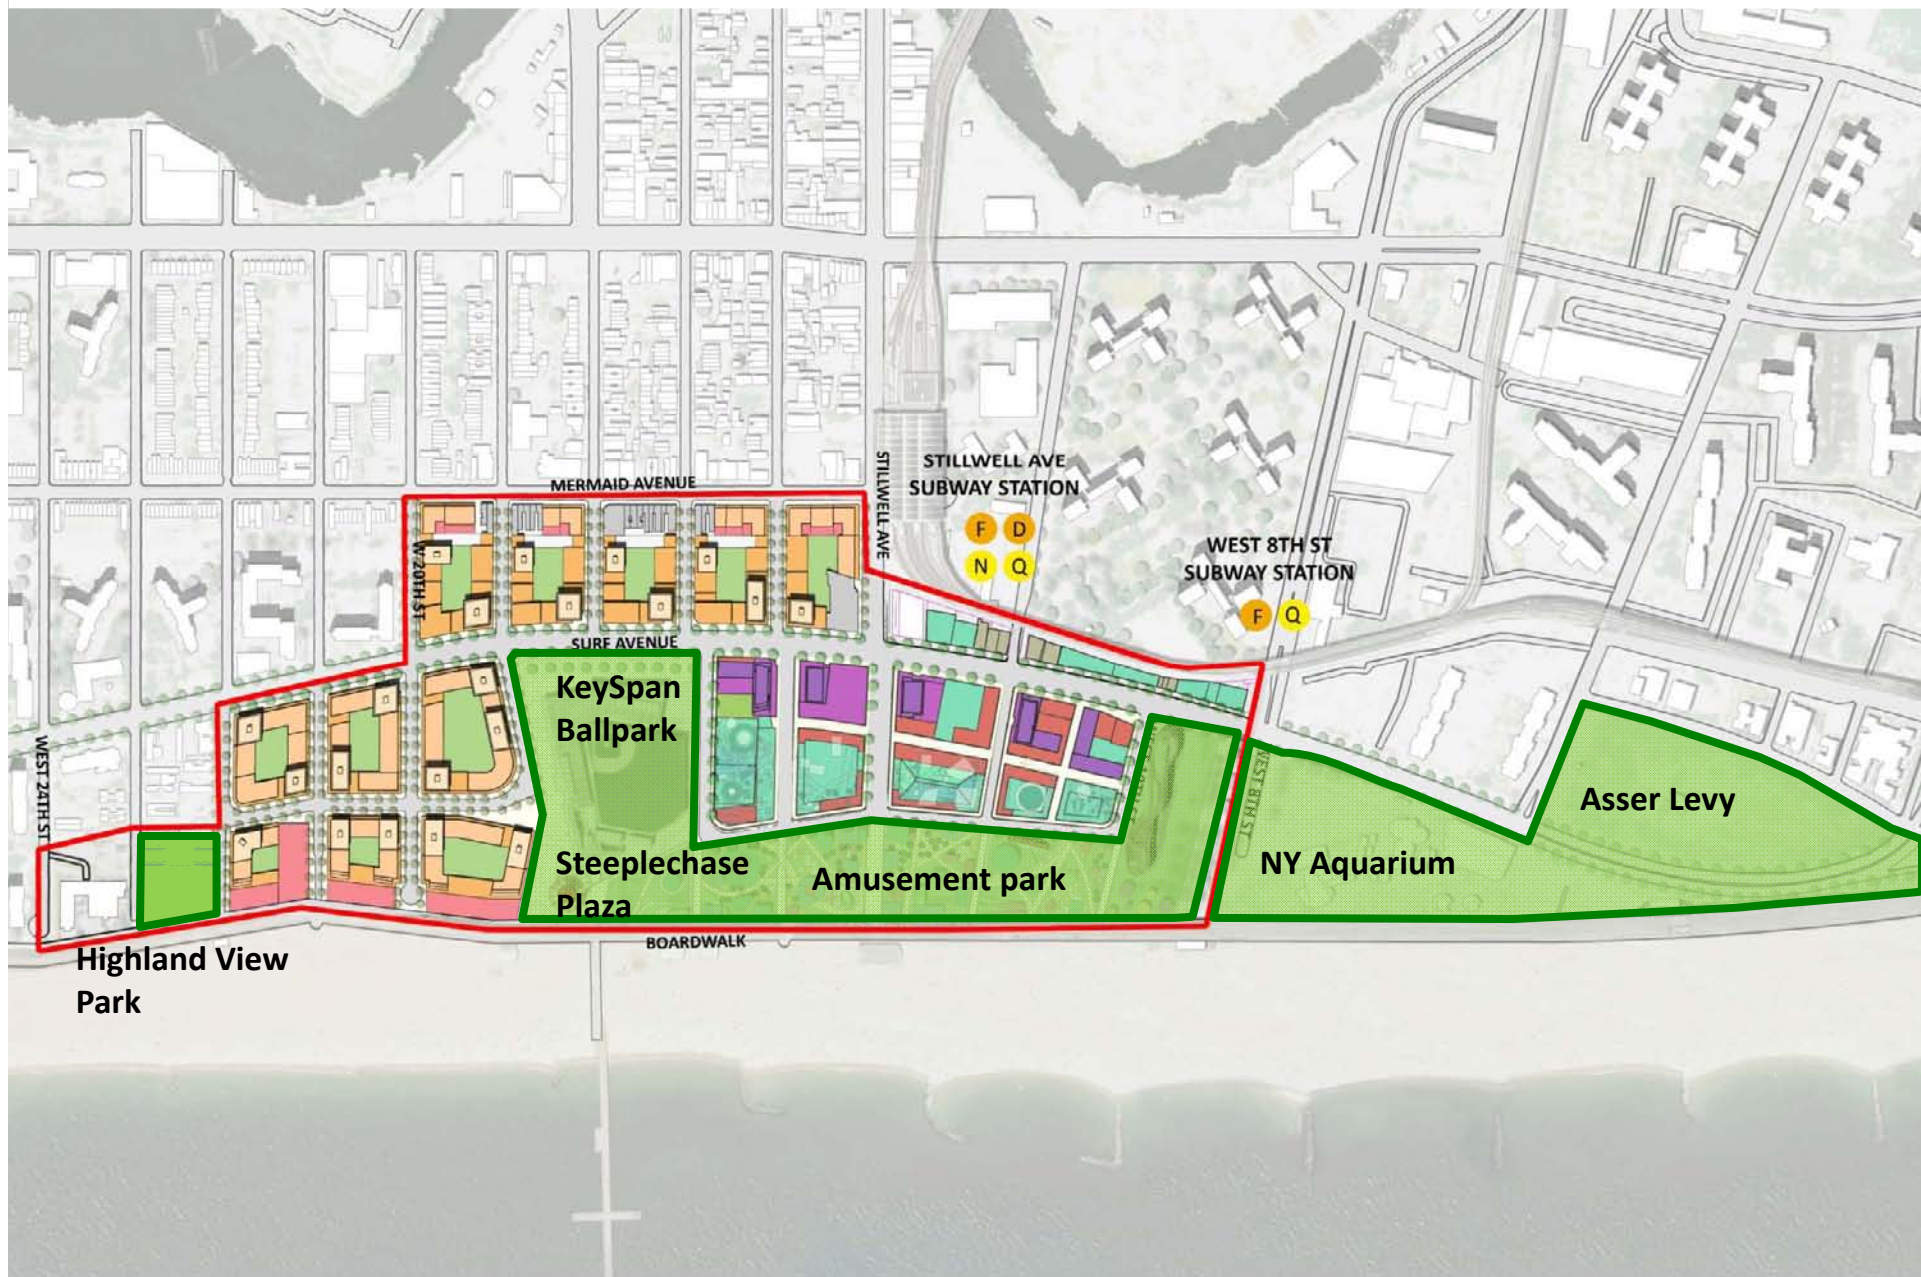 MERMAID AVENUE
STILLWELL AVE
STILLWELL AVE
SUBWAY STATION
F D
N Q
WEST 8TH ST
SUBWAY STATION
F Q
W 20TH ST
SURF AVENUE
KeySpan
Ballpark
WEST 24TH ST
WEST 8TH ST
Asser Levy
Steeplechase
Plaza
Amusement park
NY Aquarium
BOARDWALK
Highland View
Park